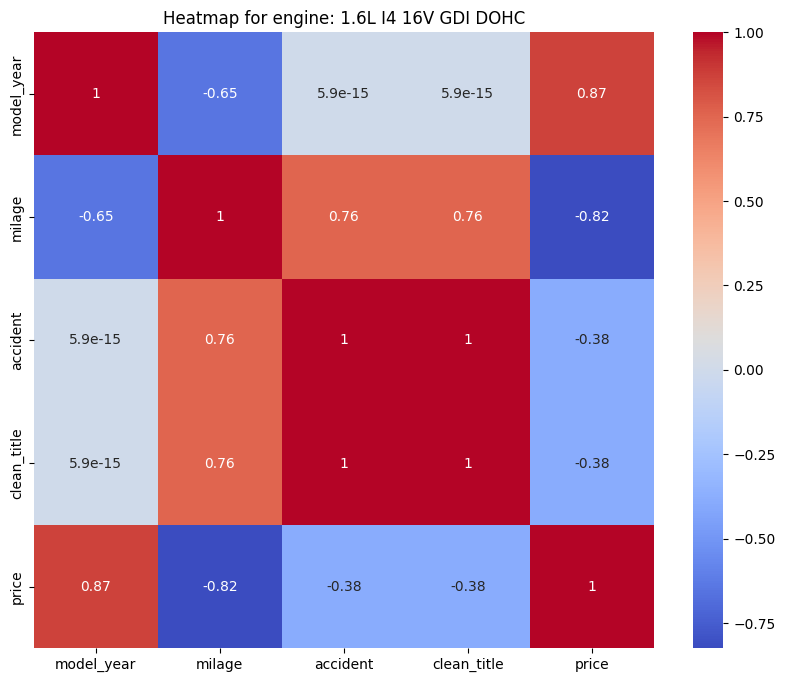 Heatmap for engine: 1.6L I4 16V GDI DOHC
model_year 1 -0.65 5.9e-15 5.9e-15 0.87
milage -0.65 1 0.76 0.76 -0.82
accident 5.9e-15 0.76 1 1 -0.38
clean_title 5.9e-15 0.76 1 1 -0.38
price 0.87 -0.82 -0.38 -0.38 1
model_year milage accident clean_title price
1.00
0.75
0.50
0.25
0.00
−0.25
−0.50
−0.75